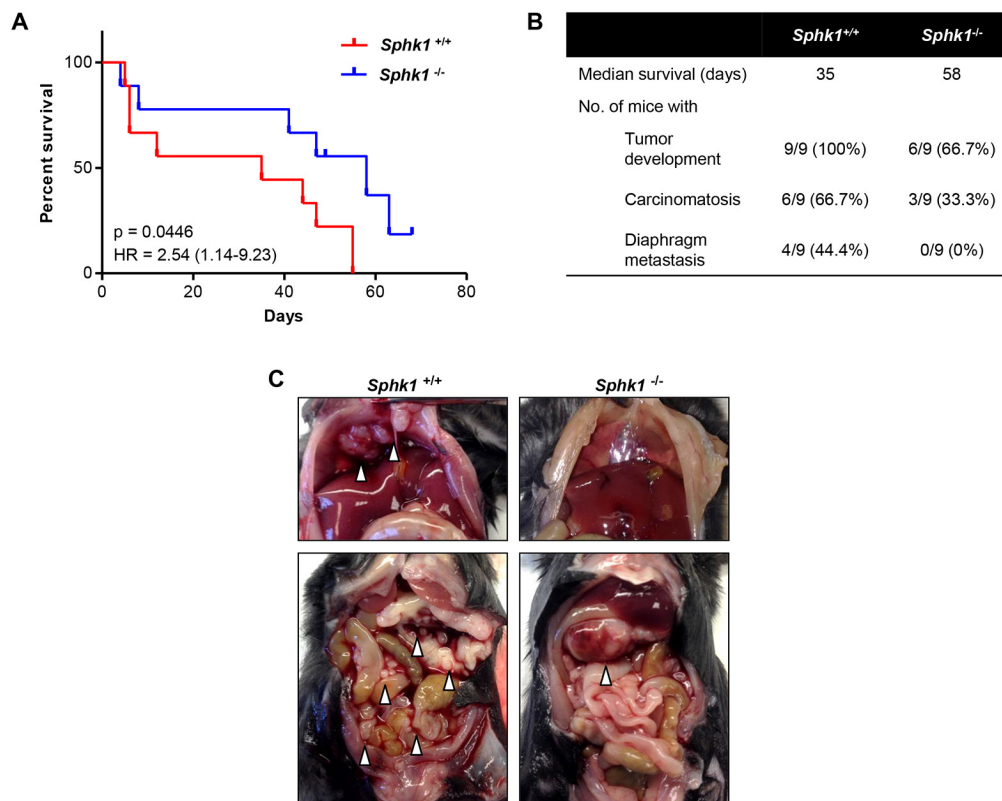 A
Sphk1 +/+
Sphk1 -/-
100
50
0
Percent survival
p = 0.0446
HR = 2.54 (1.14-9.23)
0 20 40 60 80
Days
B
Sphk1+/+ Sphk1-/-
Median survival (days) 35 58
No. of mice with
Tumor
development 9/9 (100%) 6/9 (66.7%)
Carcinomatosis 6/9 (66.7%) 3/9 (33.3%)
Diaphragm
metastasis 4/9 (44.4%) 0/9 (0%)
C
Sphk1 +/+ Sphk1 -/-